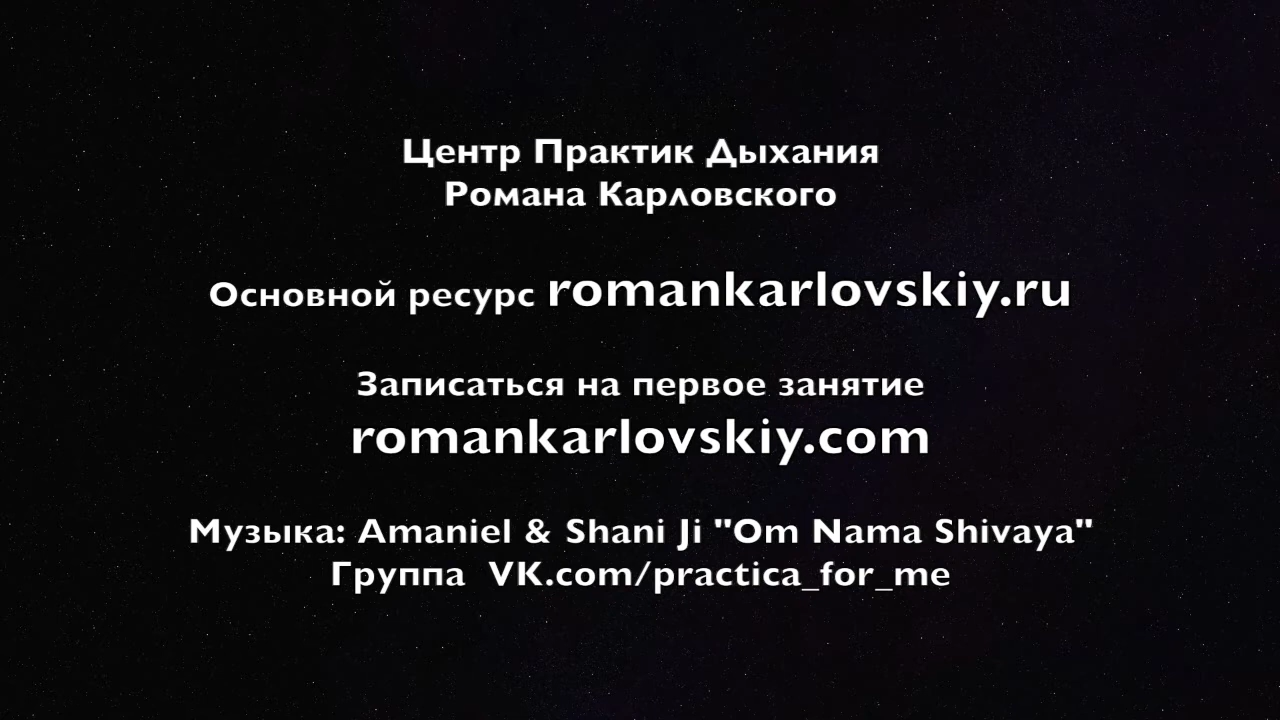 Центр Практик Дыхания
Романа Карловского
Основной ресурс romankarlovskiy.ru
Записаться на первое занятие
romankarlovskiy.com
Музыка: Amaniel & Shani Ji "Om Nama Shivaya"
Группа  VK.com/practica_for_me